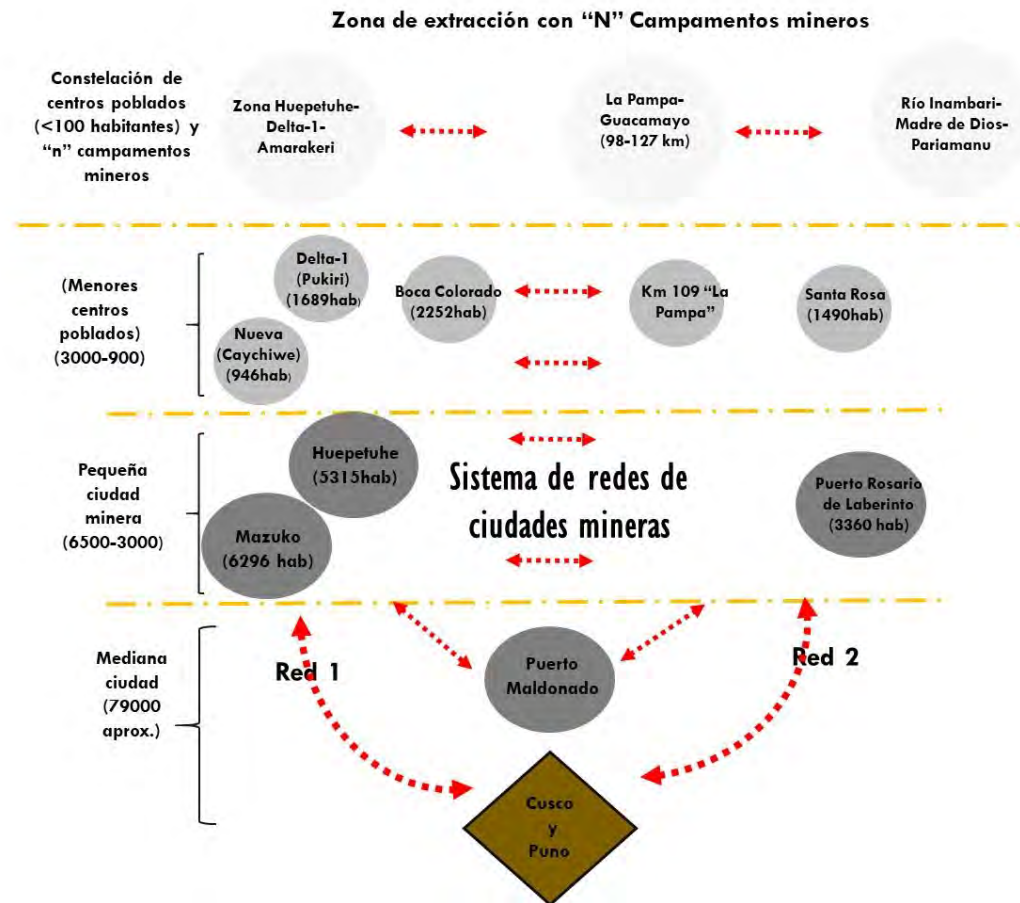 Zona de extracción con “N” Campamentos mineros
Constelación de
centros poblados
(<100 habitantes) y
“n” campamentos
mineros
Zona Huepetuhe-
Delta-1-
Amarakeri
La Pampa-
Guacamayo
(98-127 km)
Río Inambari-
Madre de Dios-
Pariamanu
(Menores
centros
poblados)
(3000-900)
Delta-1
(Pukiri)
(1689hab)
Nueva
(Caychiwe)
(946hab)
Boca Colorado
(2252hab)
Km 109 “La
Pampa”
Santa Rosa
(1490hab)
Pequeña
ciudad
minera
(6500-3000)
Huepetuhe
(5315hab)
Mazuko
(6296 hab)
Sistema de redes de
ciudades mineras
Puerto Rosario
de Laberinto
(3360 hab)
Mediana
ciudad
(79000
aprox.)
Red 1
Puerto
Maldonado
Red 2
Cusco
y
Puno